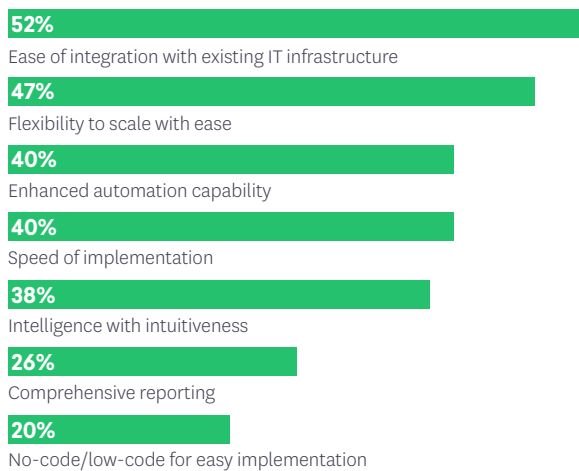 52%
Ease of integration with existing IT infrastructure
47%
Flexibility to scale with ease
40%
Enhanced automation capability
40%
Speed of implementation
38%
Intelligence with intuitiveness
26%
Comprehensive reporting
20%
No-code/low-code for easy implementation